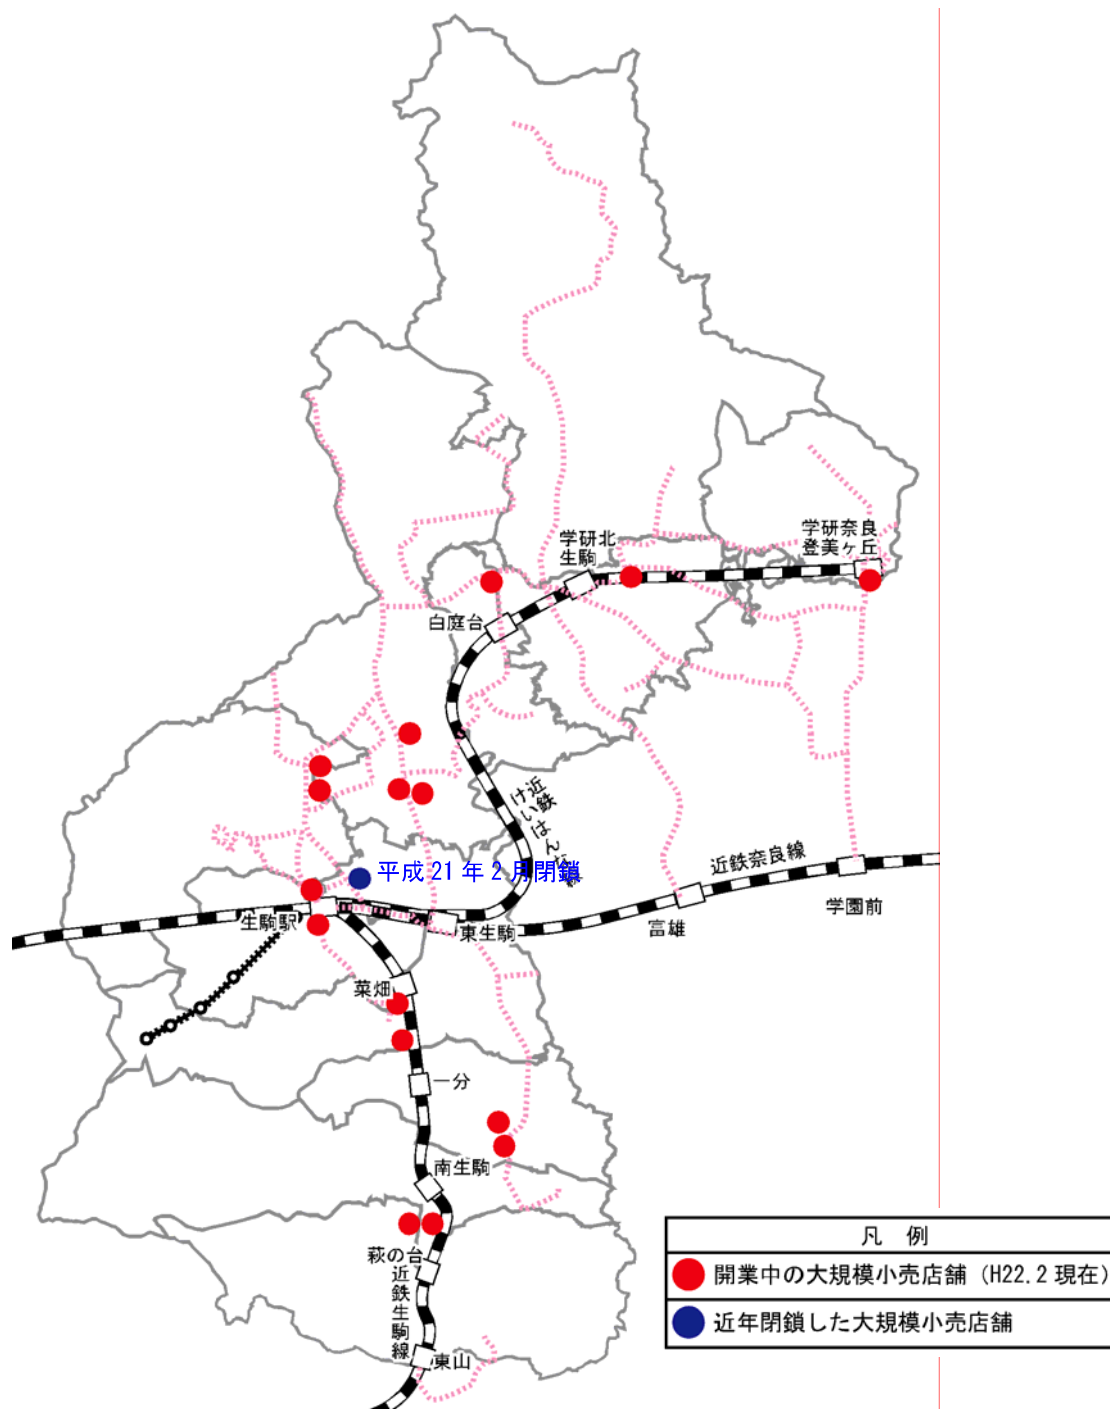 学研北
生駒
学研奈良
登美ヶ丘
白庭台
近鉄
けいはんな線
平成 21 年 2 月閉鎖
近鉄奈良線
生駒駅
東生駒
富雄
学園前
菜畑
一分
南生駒
萩の台
近鉄生駒線
東山
凡 例
開業中の大規模小売店舗（H22.2 現在）
近年閉鎖した大規模小売店舗